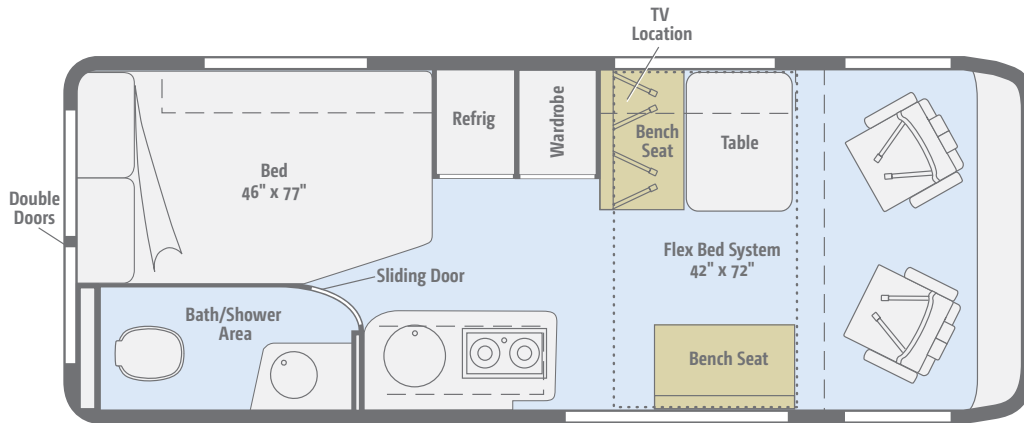 TV
Location
Refrig
Wardrobe
Bench
Seat
Table
Bed
46" x 77"
Double
Doors
Flex Bed System
42" x 72"
Sliding Door
Bath/Shower
Area
Bench Seat